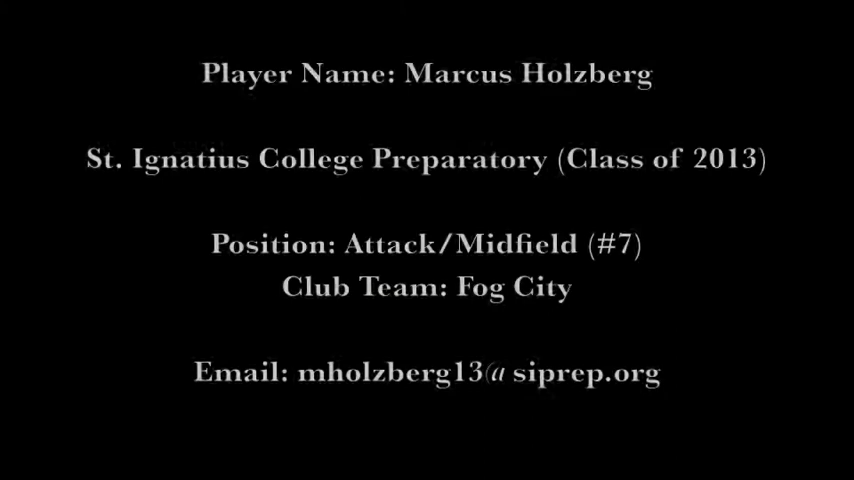 Player Name: Marcus Holzberg
St. Ignatius College Preparatory (Class of 2013)
Position: Attack/Midfield (#7)
Club Team: Fog City
Email: mholzberg13@siprep.org